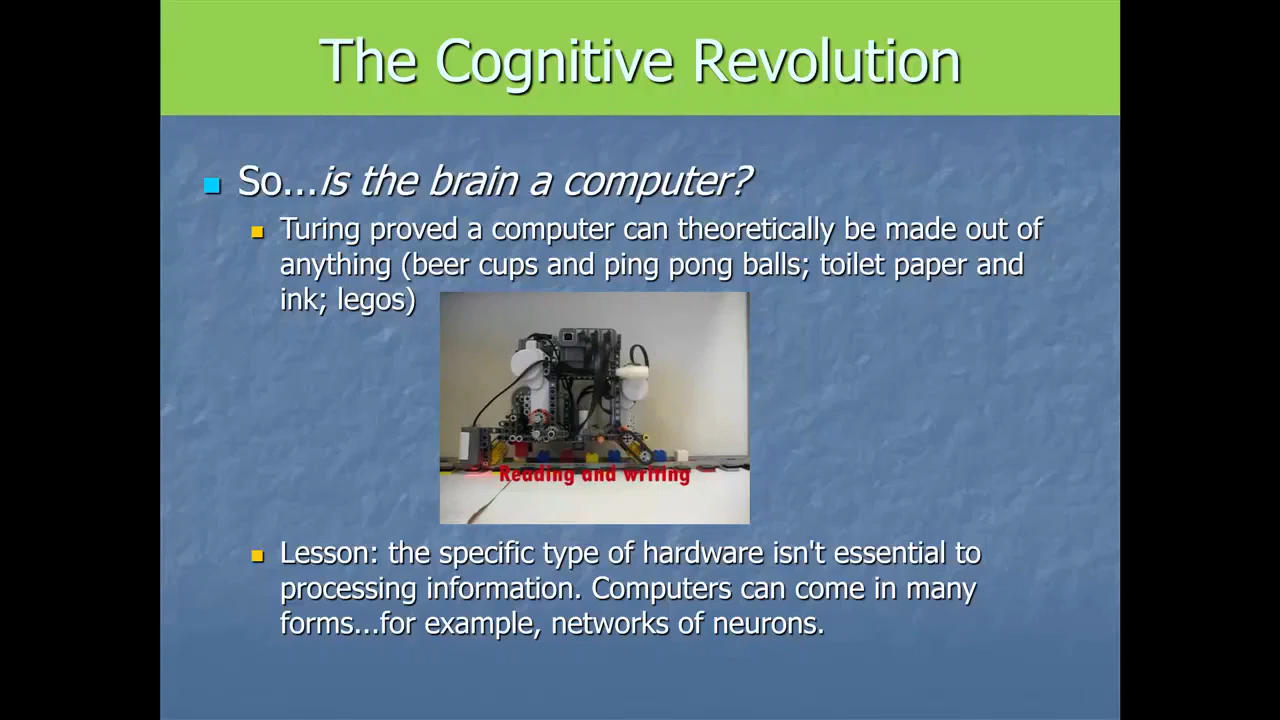 The Cognitive Revolution
So...is the brain a computer?
Turing proved a computer can theoretically be made out of
anything (beer cups and ping pong balls; toilet paper and
ink; legos)
Reading and writing
Lesson: the specific type of hardware isn't essential to
processing information. Computers can come in many
forms...for example, networks of neurons.